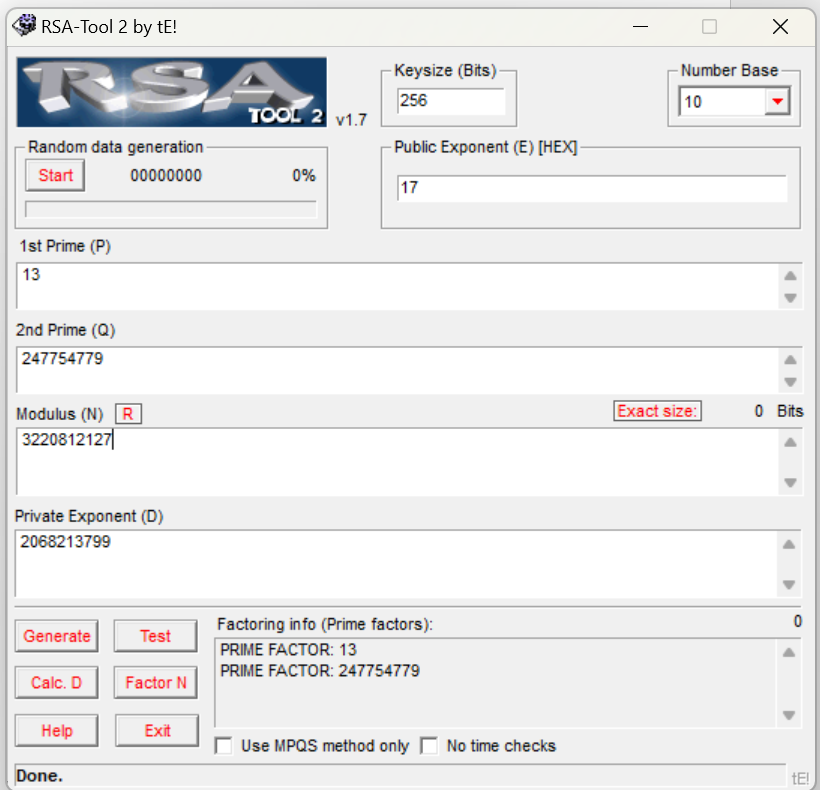 RSA-Tool 2 by tE!
RSA
TOOL 2
v1.7
Keysize (Bits)
256
Number Base
10
Random data generation
Start 00000000 0%
Public Exponent (E) [HEX]
17
1st Prime (P)
13
2nd Prime (Q)
247754779
Modulus (N) R Exact size: 0 Bits
3220812127
Private Exponent (D)
2068213799
Generate Test
Calc. D Factor N
Help Exit
Factoring info (Prime factors): 0
PRIME FACTOR: 13
PRIME FACTOR: 247754779
Use MPQS method only No time checks
Done.
tE!